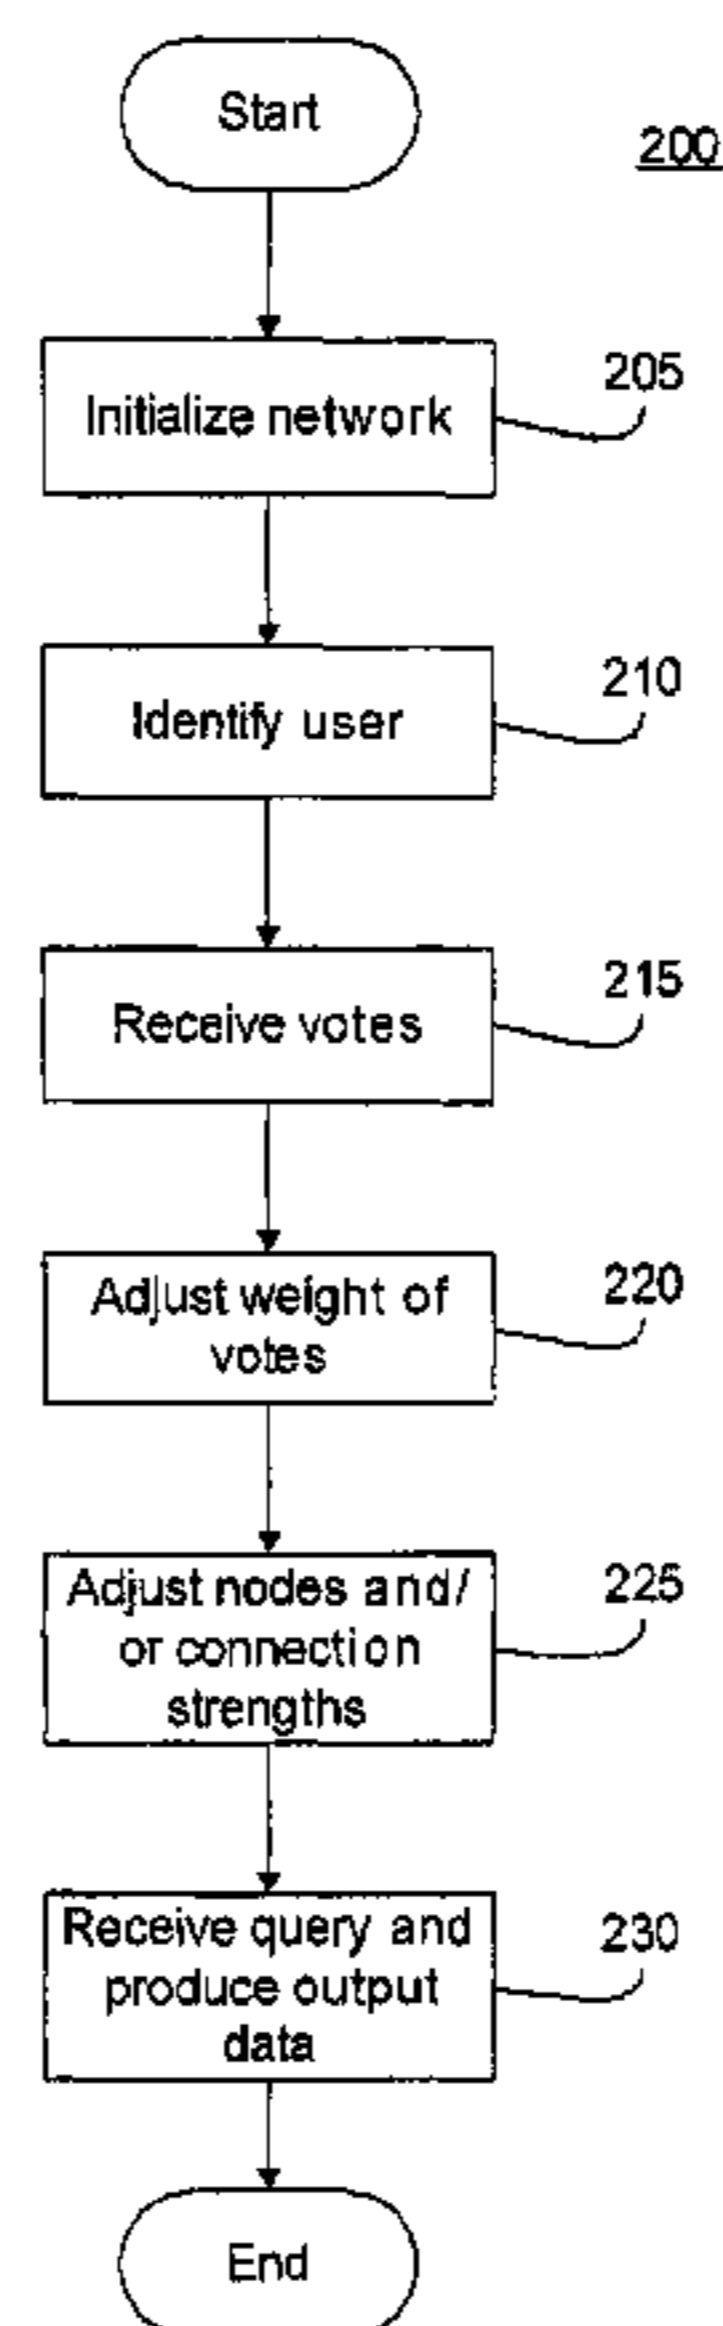 Start
200
Initialize network
205
Identify user
210
Receive votes
215
Adjust weight of
votes
220
Adjust nodes and/
or connection
strengths
225
Receive query and
produce output
data
230
End